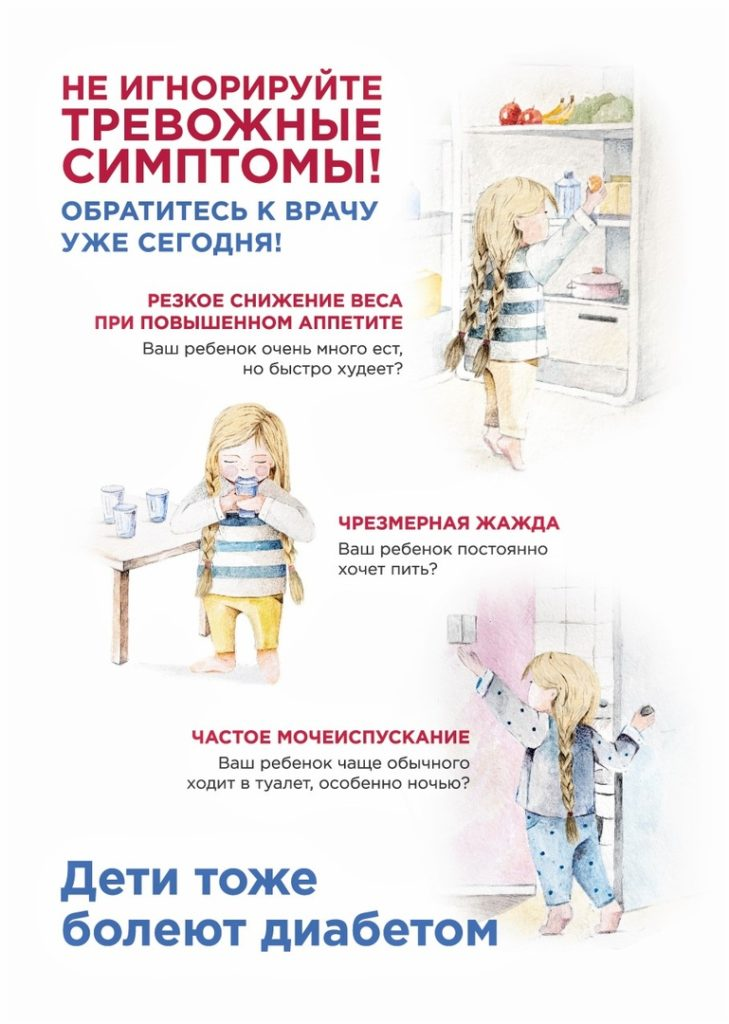 НЕ ИГНОРИРУЙТЕ
ТРЕВОЖНЫЕ
СИМПТОМЫ!
ОБРАТИТЕСЬ К ВРАЧУ
УЖЕ СЕГОДНЯ!
РЕЗКОЕ СНИЖЕНИЕ ВЕСА
ПРИ ПОВЫШЕННОМ АППЕТИТЕ
Ваш ребенок очень много ест,
но быстро худеет?
ЧРЕЗМЕРНАЯ ЖАЖДА
Ваш ребенок постоянно
хочет пить?
ЧАСТОЕ МОЧЕИСПУСКАНИЕ
Ваш ребенок чаще обычного
ходит в туалет, особенно ночью?
Дети тоже
болеют диабетом